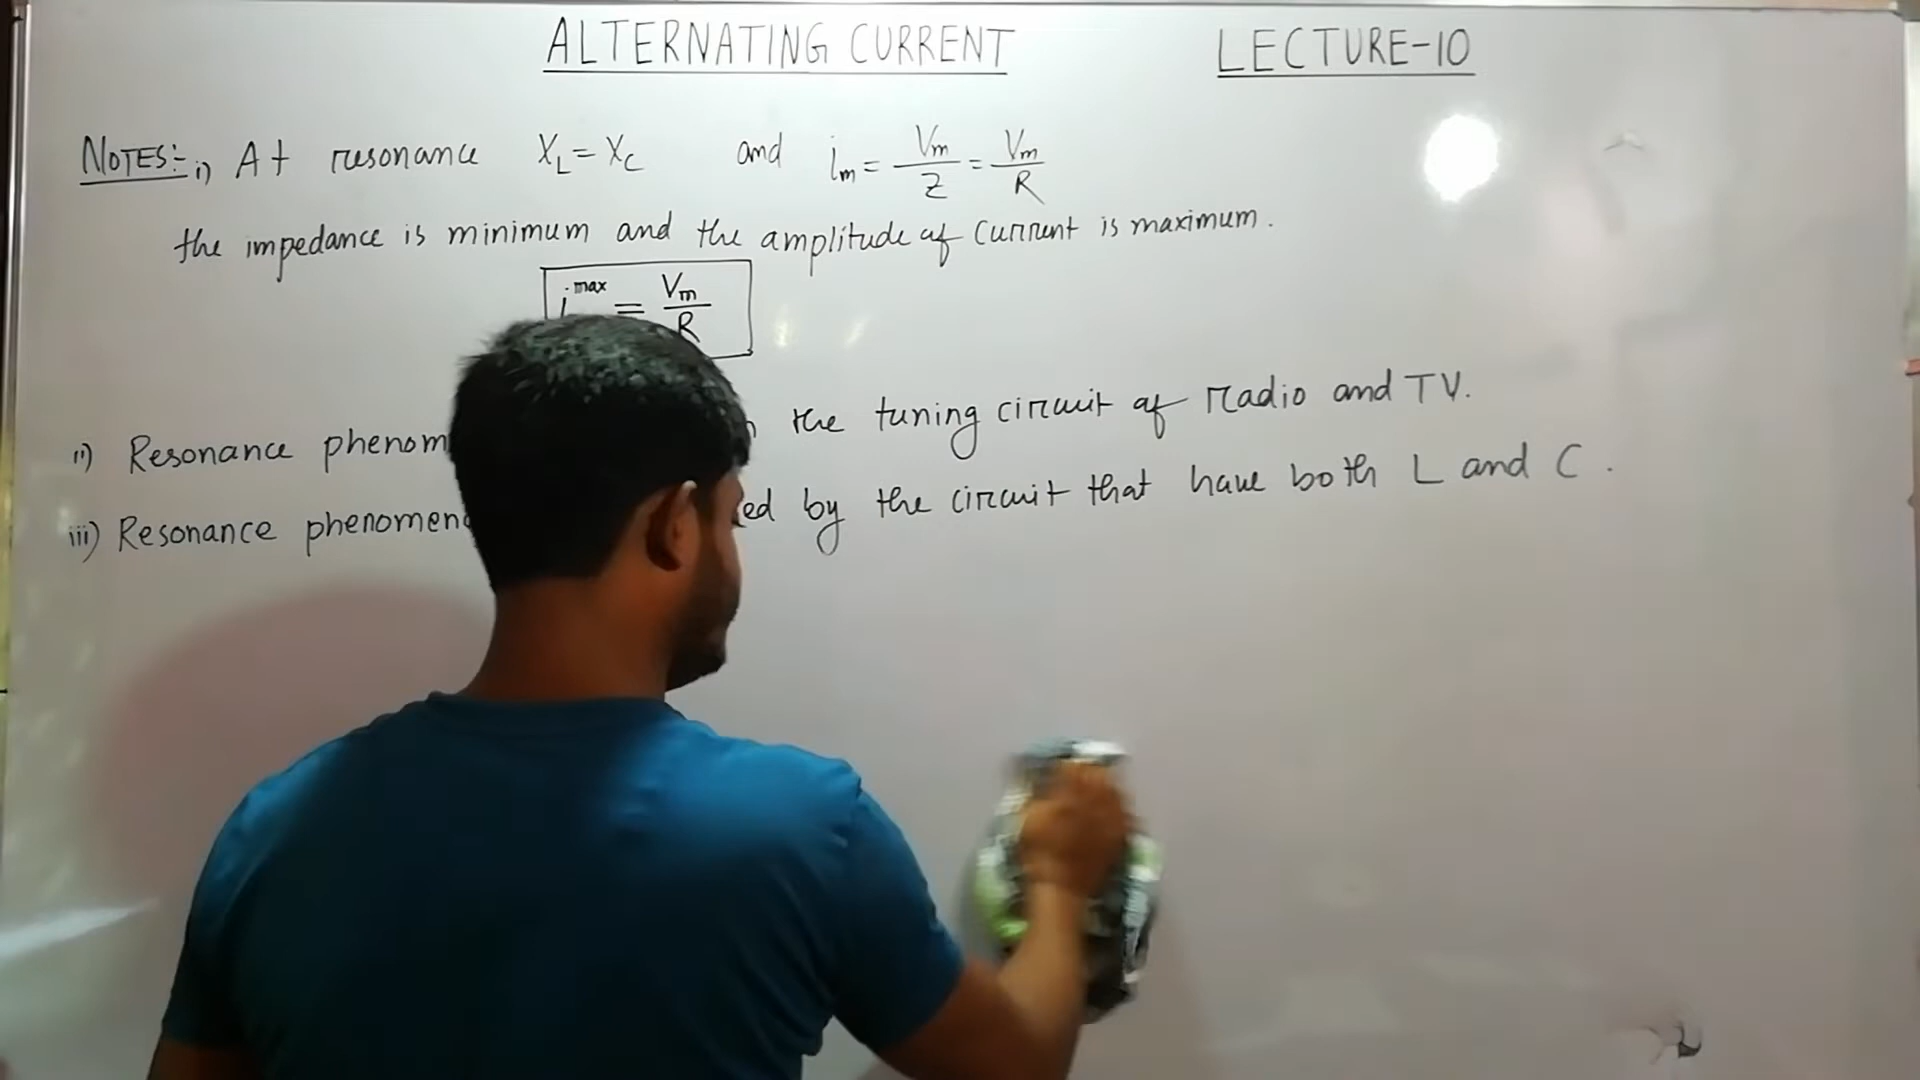 ALTERNATING CURRENT LECTURE-10
NOTES:- i) At resonance X_L = X_C and i_m = V_m/Z = V_m/R
the impedance is minimum and the amplitude of current is maximum.
i^max = V_m/R
ii) Resonance the tuning circuit of radio and TV.
iii) Resonance by the circuit that have both L and C.